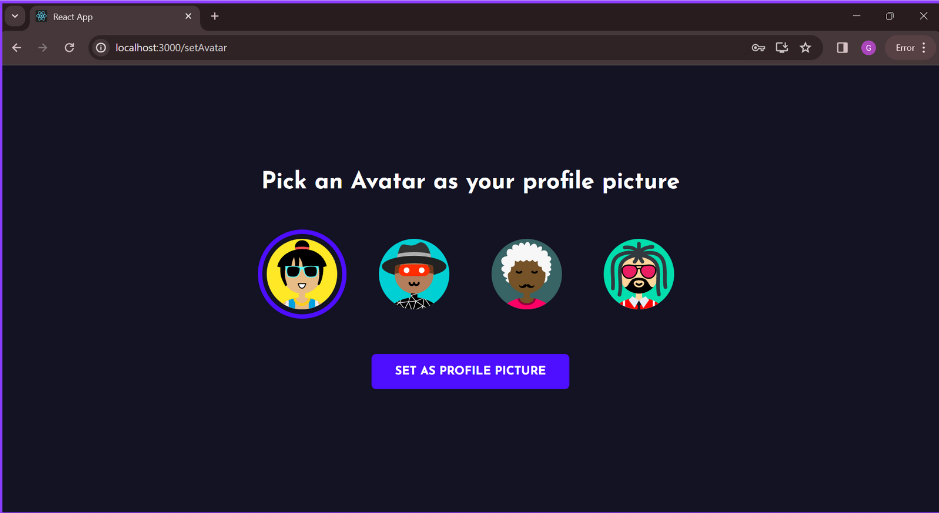 React App
localhost:3000/setAvatar
G
Error
Pick an Avatar as your profile picture
SET AS PROFILE PICTURE